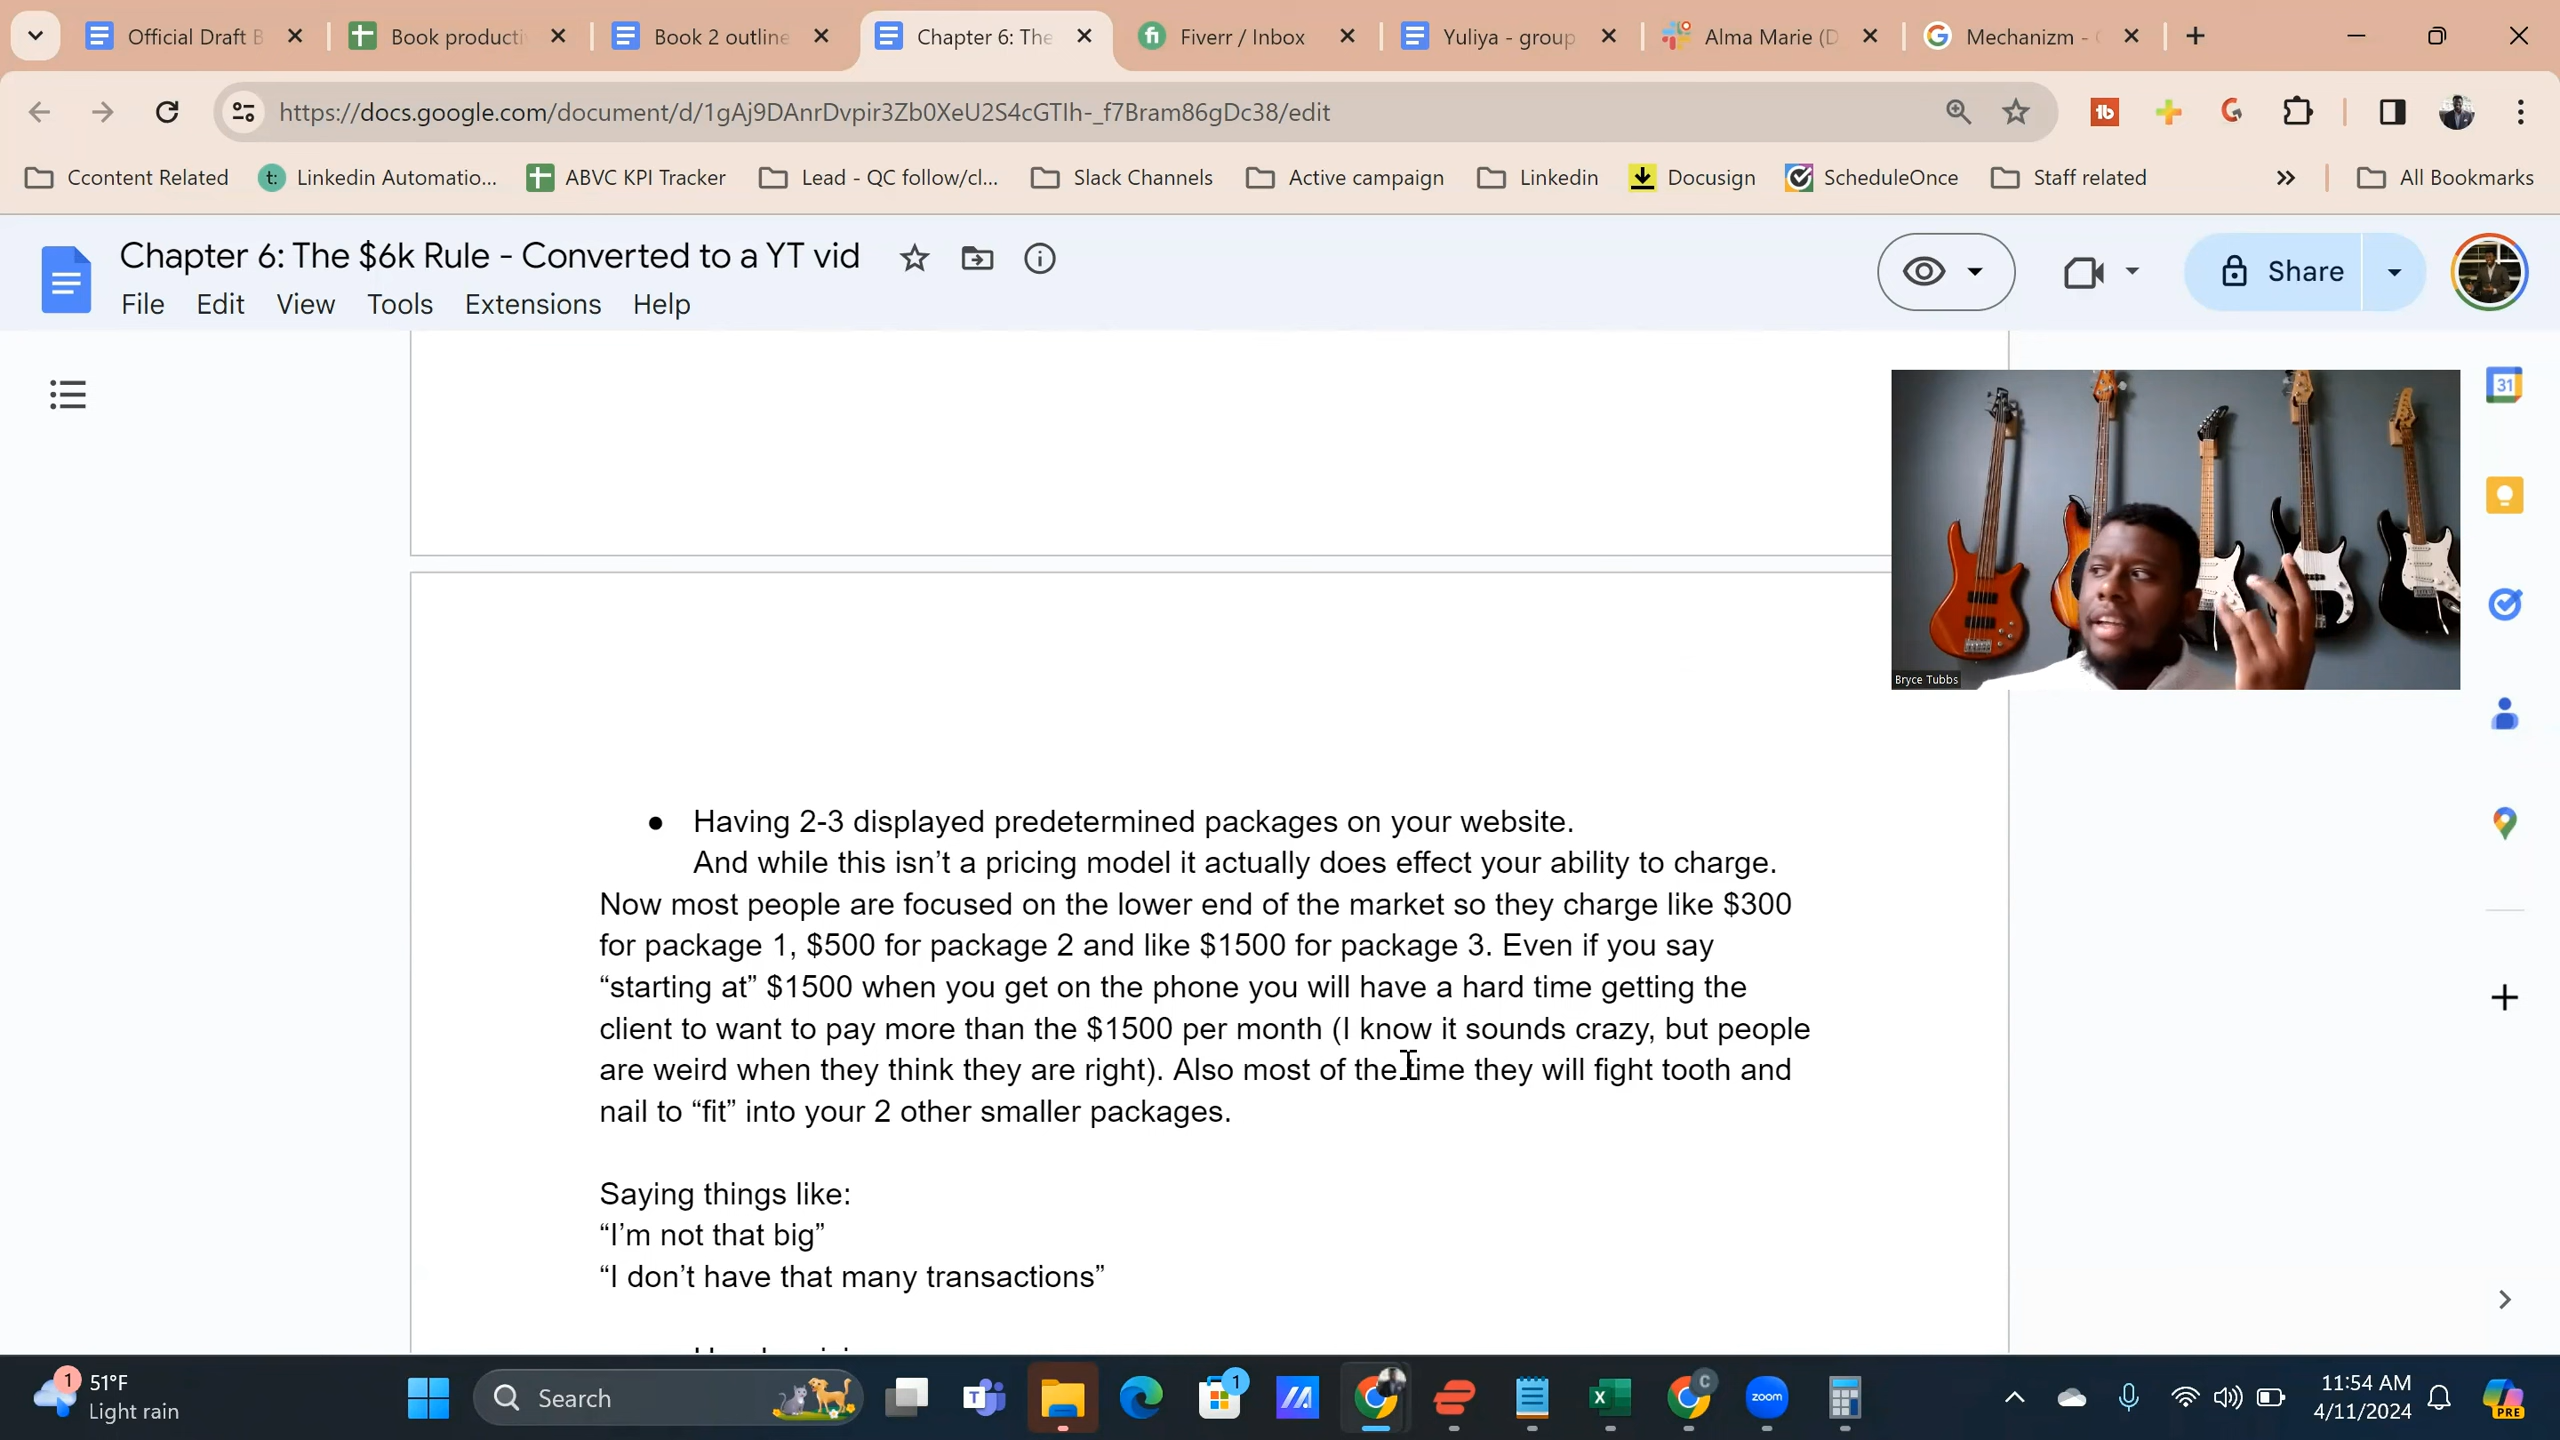 Official Draft B
Book producti
Book 2 outline
Chapter 6: The
Fiverr / Inbox
Yuliya - group
Alma Marie (D
Mechanizm -
https://docs.google.com/document/d/1gAj9DAnrDvpir3Zb0XeU2S4cGTIh-_f7Bram86gDc38/edit
Ccontent Related
Linkedin Automatio...
ABVC KPI Tracker
Lead - QC follow/cl...
Slack Channels
Active campaign
Linkedin
Docusign
ScheduleOnce
Staff related
All Bookmarks
Chapter 6: The $6k Rule - Converted to a YT vid
File Edit View Tools Extensions Help
Share
31
Bryce Tubbs
● Having 2-3 displayed predetermined packages on your website.
And while this isn’t a pricing model it actually does effect your ability to charge.
Now most people are focused on the lower end of the market so they charge like $300
for package 1, $500 for package 2 and like $1500 for package 3. Even if you say
“starting at” $1500 when you get on the phone you will have a hard time getting the
client to want to pay more than the $1500 per month (I know it sounds crazy, but people
are weird when they think they are right). Also most of the time they will fight tooth and
nail to “fit” into your 2 other smaller packages.
Saying things like:
“I’m not that big”
“I don’t have that many transactions”
1
51°F
Light rain
Search
1
zoom
11:54 AM
4/11/2024
PRE